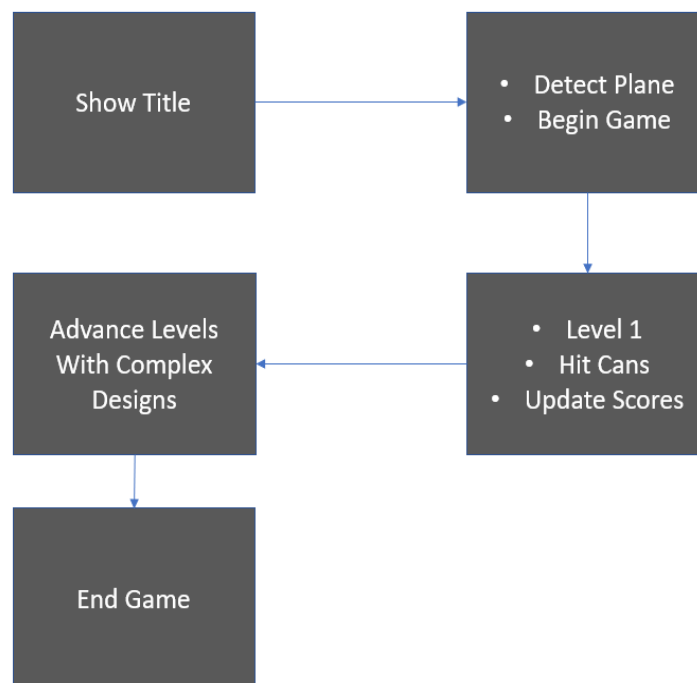 Show Title
• Detect Plane
• Begin Game
• Level 1
• Hit Cans
• Update Scores
Advance Levels
With Complex
Designs
End Game